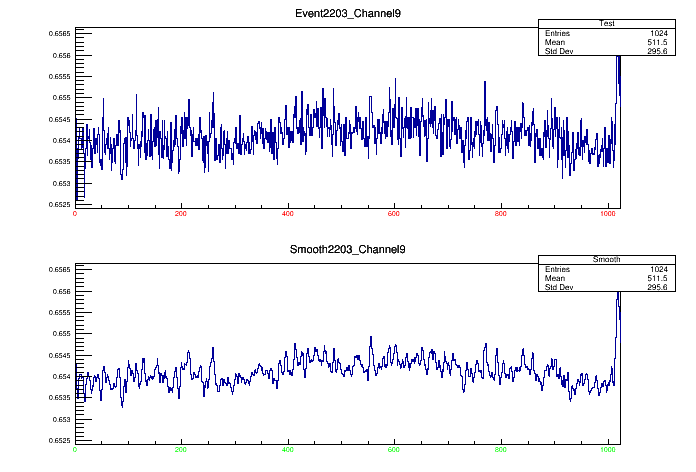 Event2203_Channel9
Test
Entries 1024
Mean 511.5
Std Dev 295.6
0.6565
0.656
0.6555
0.655
0.6545
0.654
0.6535
0.653
0.6525
0 200 400 600 800 1000
Smooth2203_Channel9
Smooth
Entries 1024
Mean 511.5
Std Dev 295.6
0.6565
0.656
0.6555
0.655
0.6545
0.654
0.6535
0.653
0.6525
0 200 400 600 800 1000